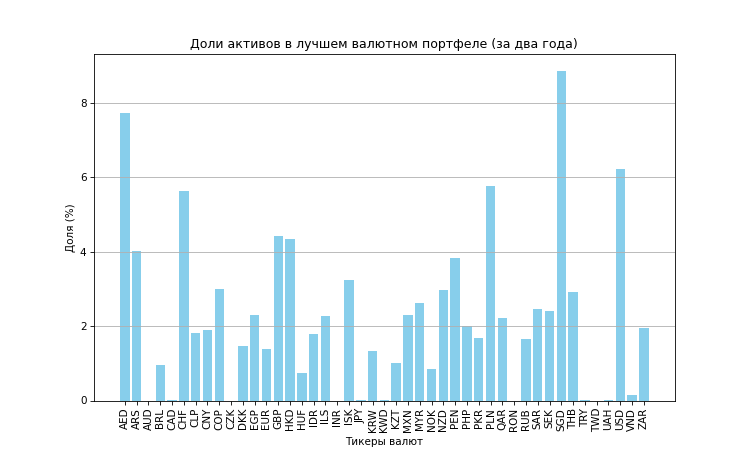 Доли активов в лучшем валютном портфеле (за два года)
Доля (%)
8
6
4
2
0
AED
ARS
AUD
BRL
CAD
CHF
CLP
CNY
COP
CZK
DKK
EGP
EUR
GBP
HKD
HUF
IDR
ILS
INR
ISK
JPY
KRW
KWD
KZT
MXN
MYR
NOK
NZD
PEN
PHP
PKR
PLN
QAR
RON
RUB
SAR
SEK
SGD
THB
TRY
TWD
UAH
USD
VND
ZAR
Тикеры валют